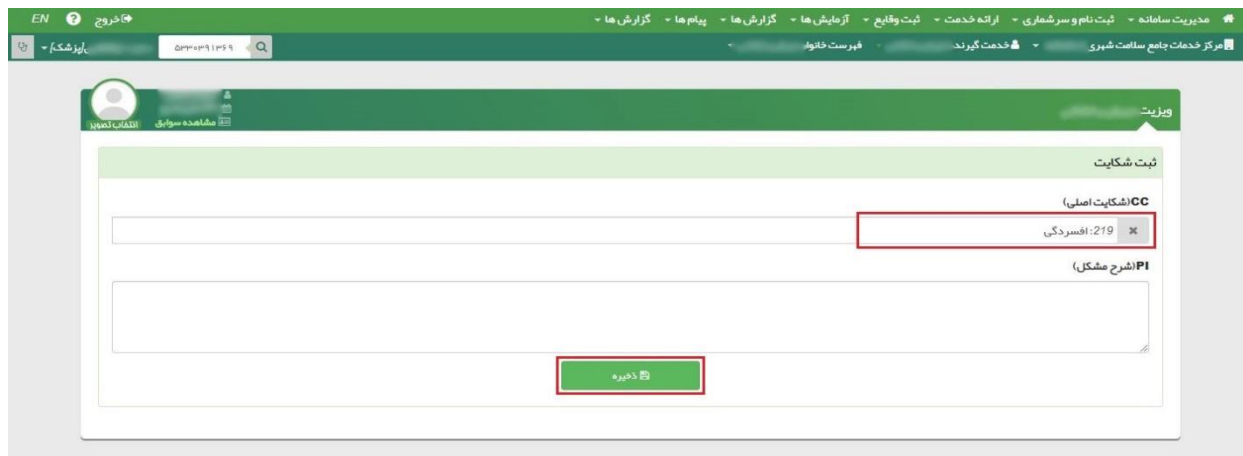 مدیریت سامانه ثبت نام و سرشماری ارائه خدمت ثبت وقایع آزمایش ها گزارش ها پیام ها گزارش ها خروج ? EN
مرکز خدمات جامع سلامت شهری خدمت گیرند فهرست خانوار ۵۳۳۰۳۹۱۳۶۹ [پزشک]
ویزیت
مشاهده سوابق
انتخاب تصویر
ثبت شکایت
CC(شکایت اصلی)
219: افسردگی
PI(شرح مشکل)
ذخیره